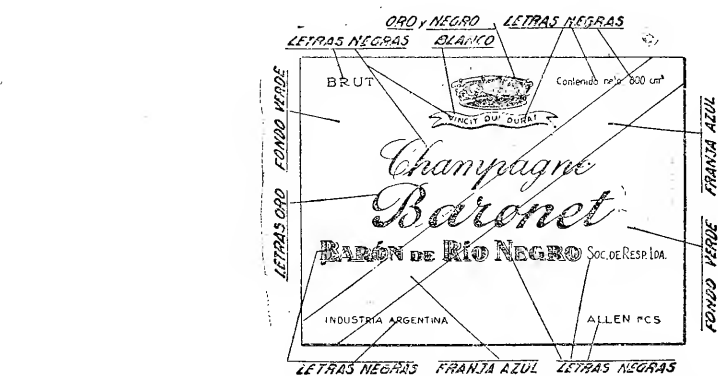 ORO y NEGRO LETRAS NEGRAS
LETRAS NEGRAS BLANCO
BRUT
Contenido neto 800 cm³
VINCIT QUI DURAT
FONDO VERDE
FRANJA AZUL
Champagne
Baronet
LETRAS ORO
BARÓN DE RÍO NEGRO SOC. DE RESP. LDA.
FONDO VERDE
INDUSTRIA ARGENTINA
ALLEN FCS
LETRAS NEGRAS FRANJA AZUL LETRAS NEGRAS